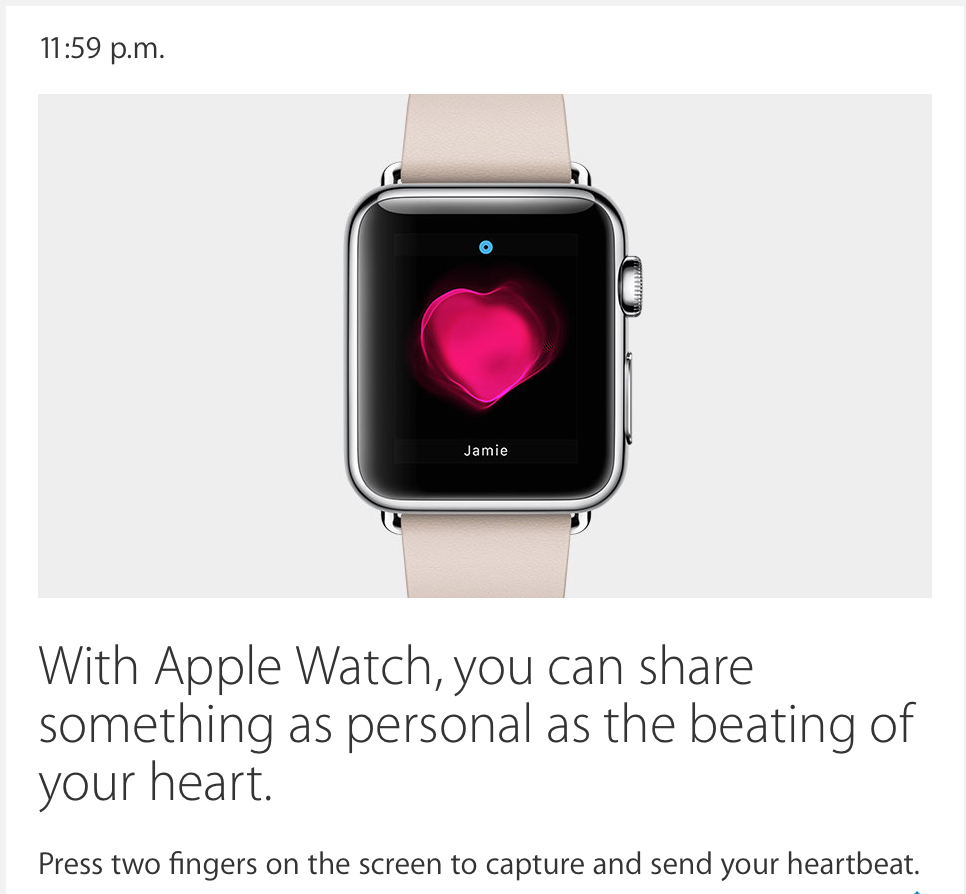 11:59 p.m.
Jamie
With Apple Watch, you can share
something as personal as the beating of
your heart.
Press two fingers on the screen to capture and send your heartbeat.